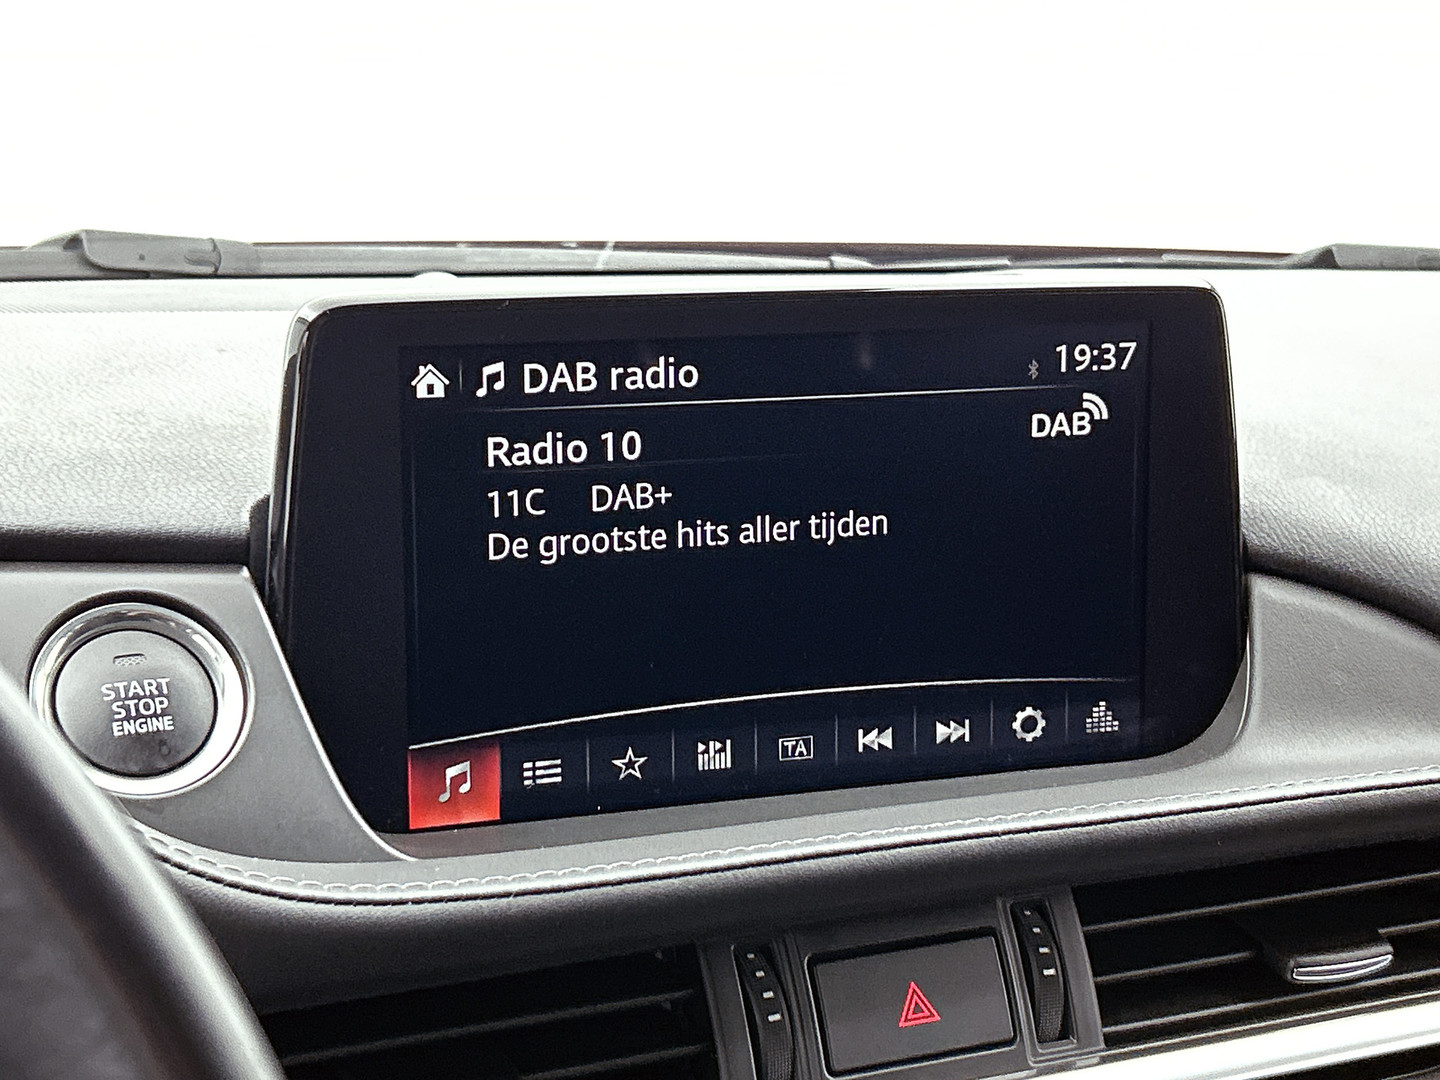 DAB radio
19:37
DAB
Radio 10
11C DAB+
De grootste hits aller tijden
TA
START
STOP
ENGINE